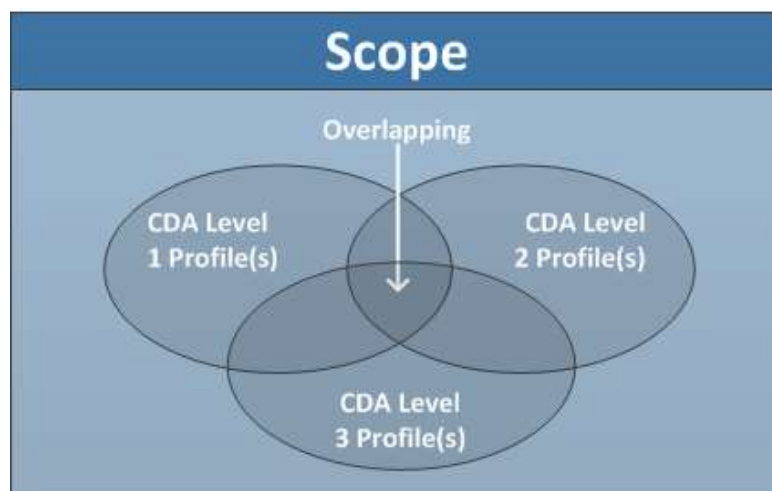 Scope
Overlapping
CDA Level
1 Profile(s)
CDA Level
2 Profile(s)
CDA Level
3 Profile(s)